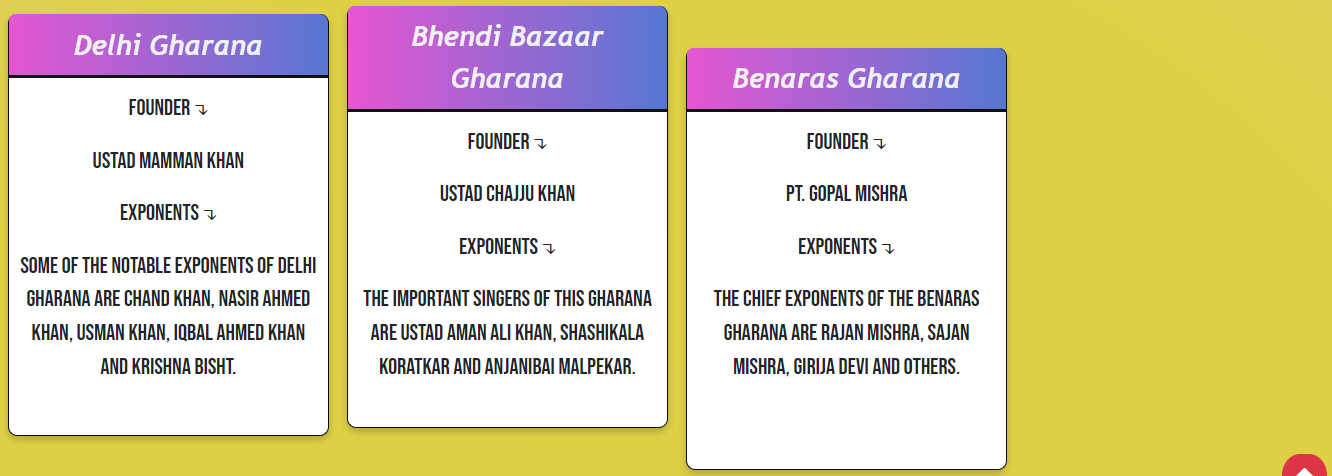 Delhi Gharana
FOUNDER ↴
USTAD MAMMAN KHAN
EXPONENTS ↴
SOME OF THE NOTABLE EXPONENTS OF DELHI
GHARANA ARE CHAND KHAN, NASIR AHMED
KHAN, USMAN KHAN, IQBAL AHMED KHAN
AND KRISHNA BISHT.
Bhendi Bazaar
Gharana
FOUNDER ↴
USTAD CHAJJU KHAN
EXPONENTS ↴
THE IMPORTANT SINGERS OF THIS GHARANA
ARE USTAD AMAN ALI KHAN, SHASHIKALA
KORATKAR AND ANJANIBAI MALPEKAR.
Benaras Gharana
FOUNDER ↴
PT. GOPAL MISHRA
EXPONENTS ↴
THE CHIEF EXPONENTS OF THE BENARAS
GHARANA ARE RAJAN MISHRA, SAJAN
MISHRA, GIRIJA DEVI AND OTHERS.